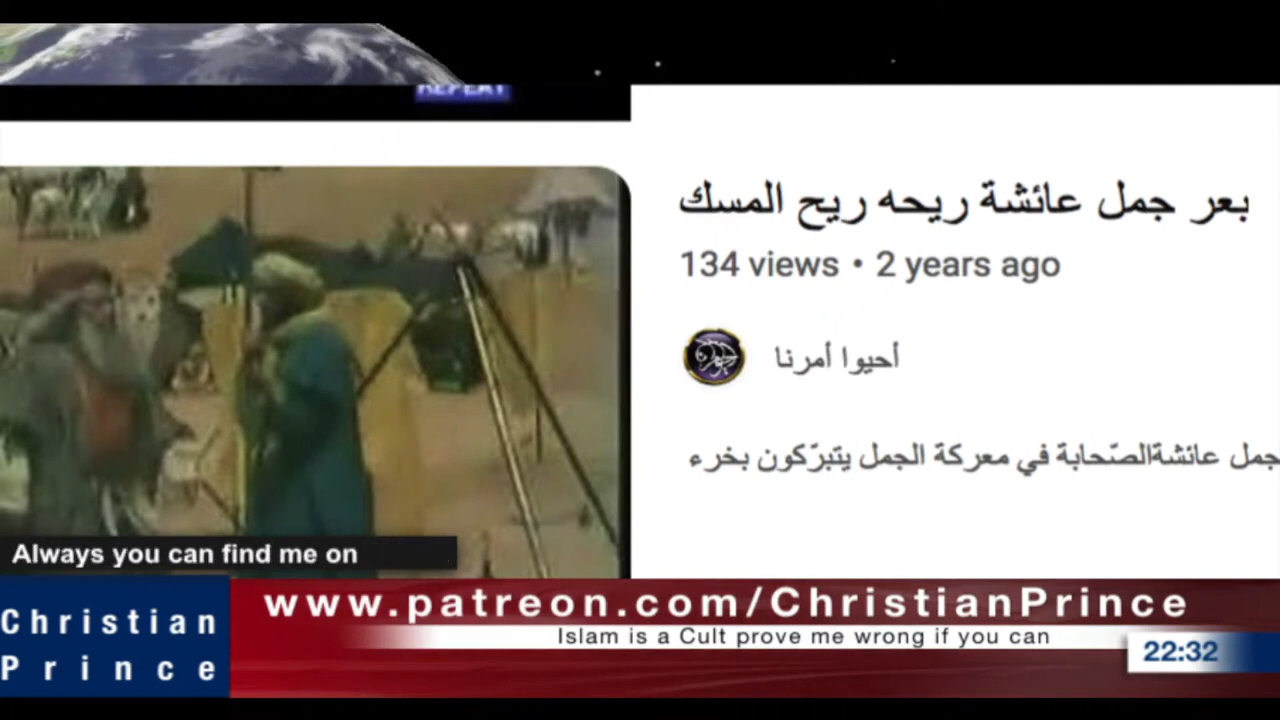 REPEAT
بعر جمل عائشة ريحه ريح المسك
134 views • 2 years ago
أحيوا أمرنا
جمل عائشةالصّحابة في معركة الجمل يتبرّكون بخرء
Always you can find me on
Christian
Prince
www.patreon.com/ChristianPrince
Islam is a Cult prove me wrong if you can
22:32